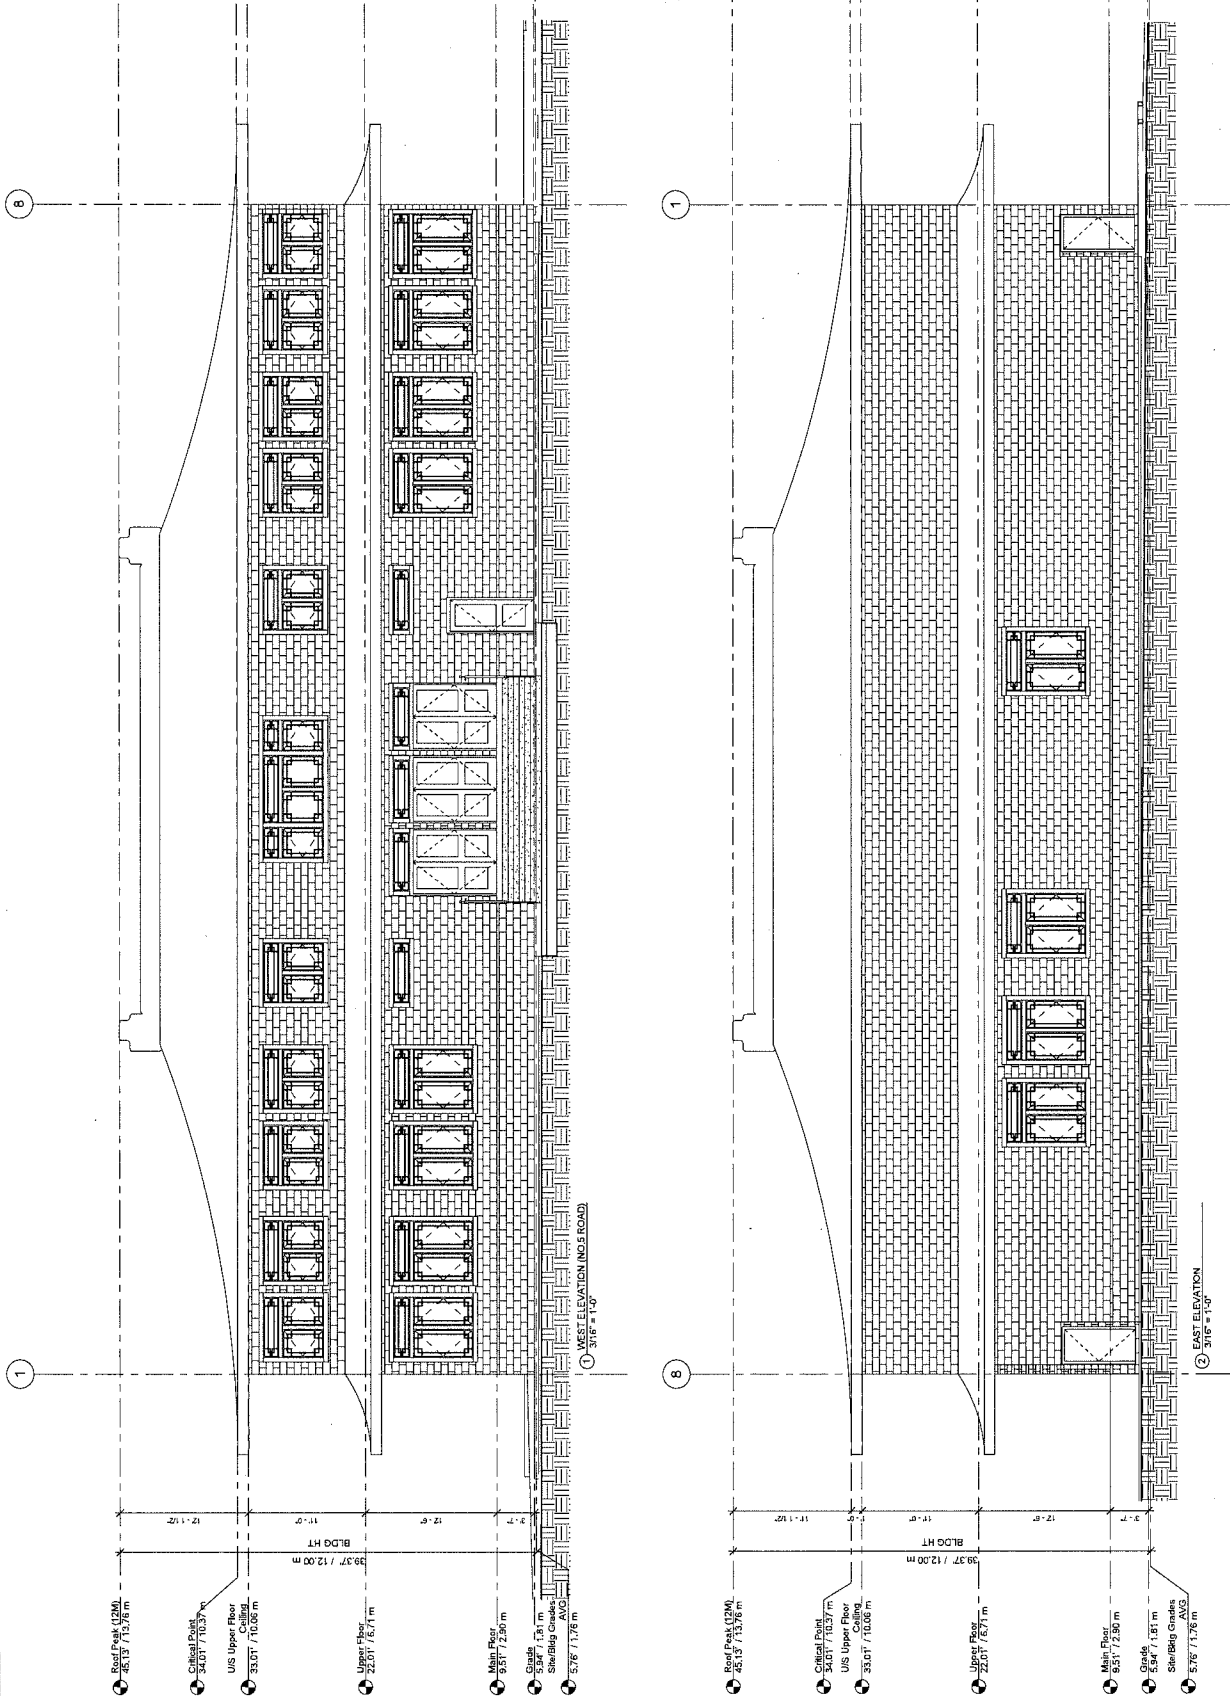 8
1
Roof Peak (12M)
45.13' / 13.76 m
Critical Point
34.01' / 10.37 m
U/S Upper Floor
Ceiling
33.01' / 10.06 m
Upper Floor
22.01' / 6.71 m
Main Floor
9.51' / 2.90 m
Grade
5.94' / 1.81 m
Site/Bldg Grades
AVG
5.76' / 1.76 m
12' - 1 1/2"
11' - 0"
12' - 6"
3' - 7"
BLDG HT
39.37' / 12.00 m
1 WEST ELEVATION (NO.5 ROAD)
3/16" = 1'-0"
1
8
Roof Peak (12M)
45.13' / 13.76 m
Critical Point
34.01' / 10.37 m
U/S Upper Floor
Ceiling
33.01' / 10.06 m
Upper Floor
22.01' / 6.71 m
Main Floor
9.51' / 2.90 m
Grade
5.94' / 1.81 m
Site/Bldg Grades
AVG
5.76' / 1.76 m
11' - 1 1/2"
1' - 0"
11' - 0"
12' - 6"
3' - 7"
BLDG HT
39.37' / 12.00 m
2 EAST ELEVATION
3/16" = 1'-0"